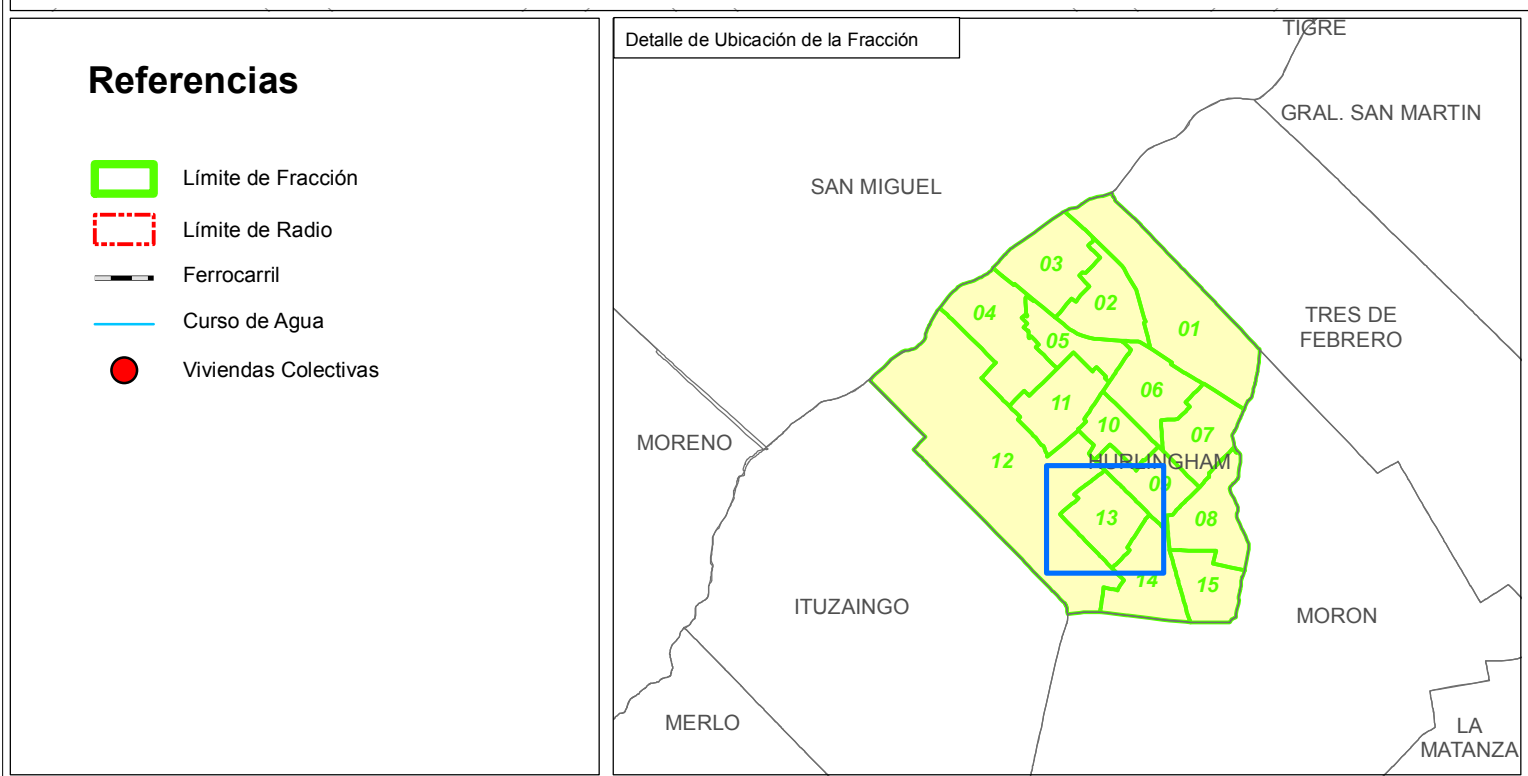 Referencias
Límite de Fracción
Límite de Radio
Ferrocarril
Curso de Agua
Viviendas Colectivas
Detalle de Ubicación de la Fracción
TIGRE
GRAL. SAN MARTIN
SAN MIGUEL
03
02
04
01
TRES DE
FEBRERO
05
06
11
10
07
MORENO
12
HURLINGHAM
09
13
08
14
15
ITUZAINGO
MORON
MERLO
LA
MATANZA